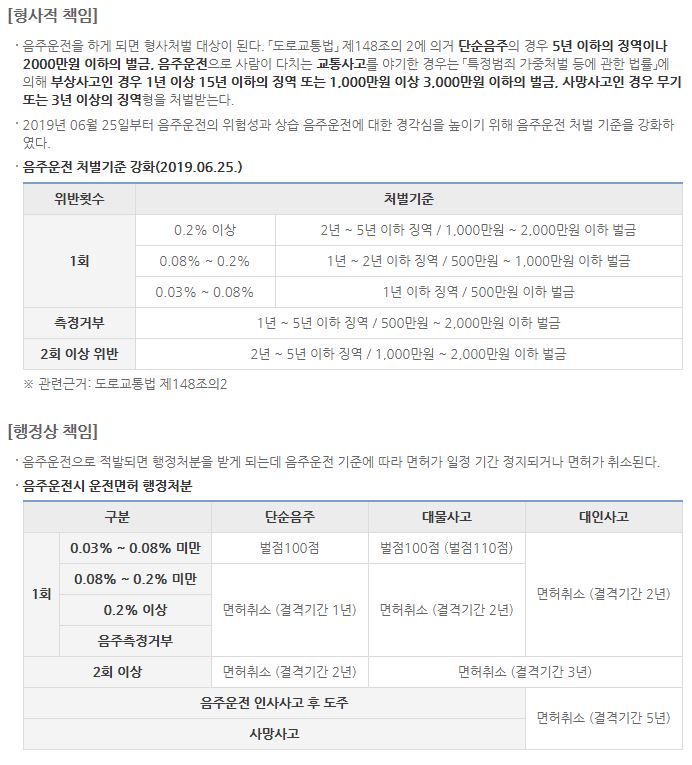 [형사적 책임]
· 음주운전을 하게 되면 형사처벌 대상이 된다. 「도로교통법」 제148조의 2에 의거 단순음주의 경우 5년 이하의 징역이나
2000만원 이하의 벌금, 음주운전으로 사람이 다치는 교통사고를 야기한 경우는 「특정범죄 가중처벌 등에 관한 법률」에
의해 부상사고인 경우 1년 이상 15년 이하의 징역 또는 1,000만원 이상 3,000만원 이하의 벌금, 사망사고인 경우 무기
또는 3년 이상의 징역형을 처벌받는다.
· 2019년 06월 25일부터 음주운전의 위험성과 상습 음주운전에 대한 경각심을 높이기 위해 음주운전 처벌 기준을 강화하
였다.
· 음주운전 처벌기준 강화(2019.06.25.)
위반횟수 처벌기준
1회
0.2% 이상 2년 ~ 5년 이하 징역 / 1,000만원 ~ 2,000만원 이하 벌금
0.08% ~ 0.2% 1년 ~ 2년 이하 징역 / 500만원 ~ 1,000만원 이하 벌금
0.03% ~ 0.08% 1년 이하 징역 / 500만원 이하 벌금
측정거부 1년 ~ 5년 이하 징역 / 500만원 ~ 2,000만원 이하 벌금
2회 이상 위반 2년 ~ 5년 이하 징역 / 1,000만원 ~ 2,000만원 이하 벌금
※ 관련근거: 도로교통법 제148조의2
[행정상 책임]
· 음주운전으로 적발되면 행정처분을 받게 되는데 음주운전 기준에 따라 면허가 일정 기간 정지되거나 면허가 취소된다.
· 음주운전시 운전면허 행정처분
구분 단순음주 대물사고 대인사고
1회
0.03% ~ 0.08% 미만 벌점100점 벌점100점 (벌점110점)
0.08% ~ 0.2% 미만
0.2% 이상
음주측정거부
면허취소 (결격기간 1년) 면허취소 (결격기간 2년) 면허취소 (결격기간 2년)
2회 이상 면허취소 (결격기간 2년) 면허취소 (결격기간 3년)
음주운전 인사사고 후 도주
사망사고
면허취소 (결격기간 5년)